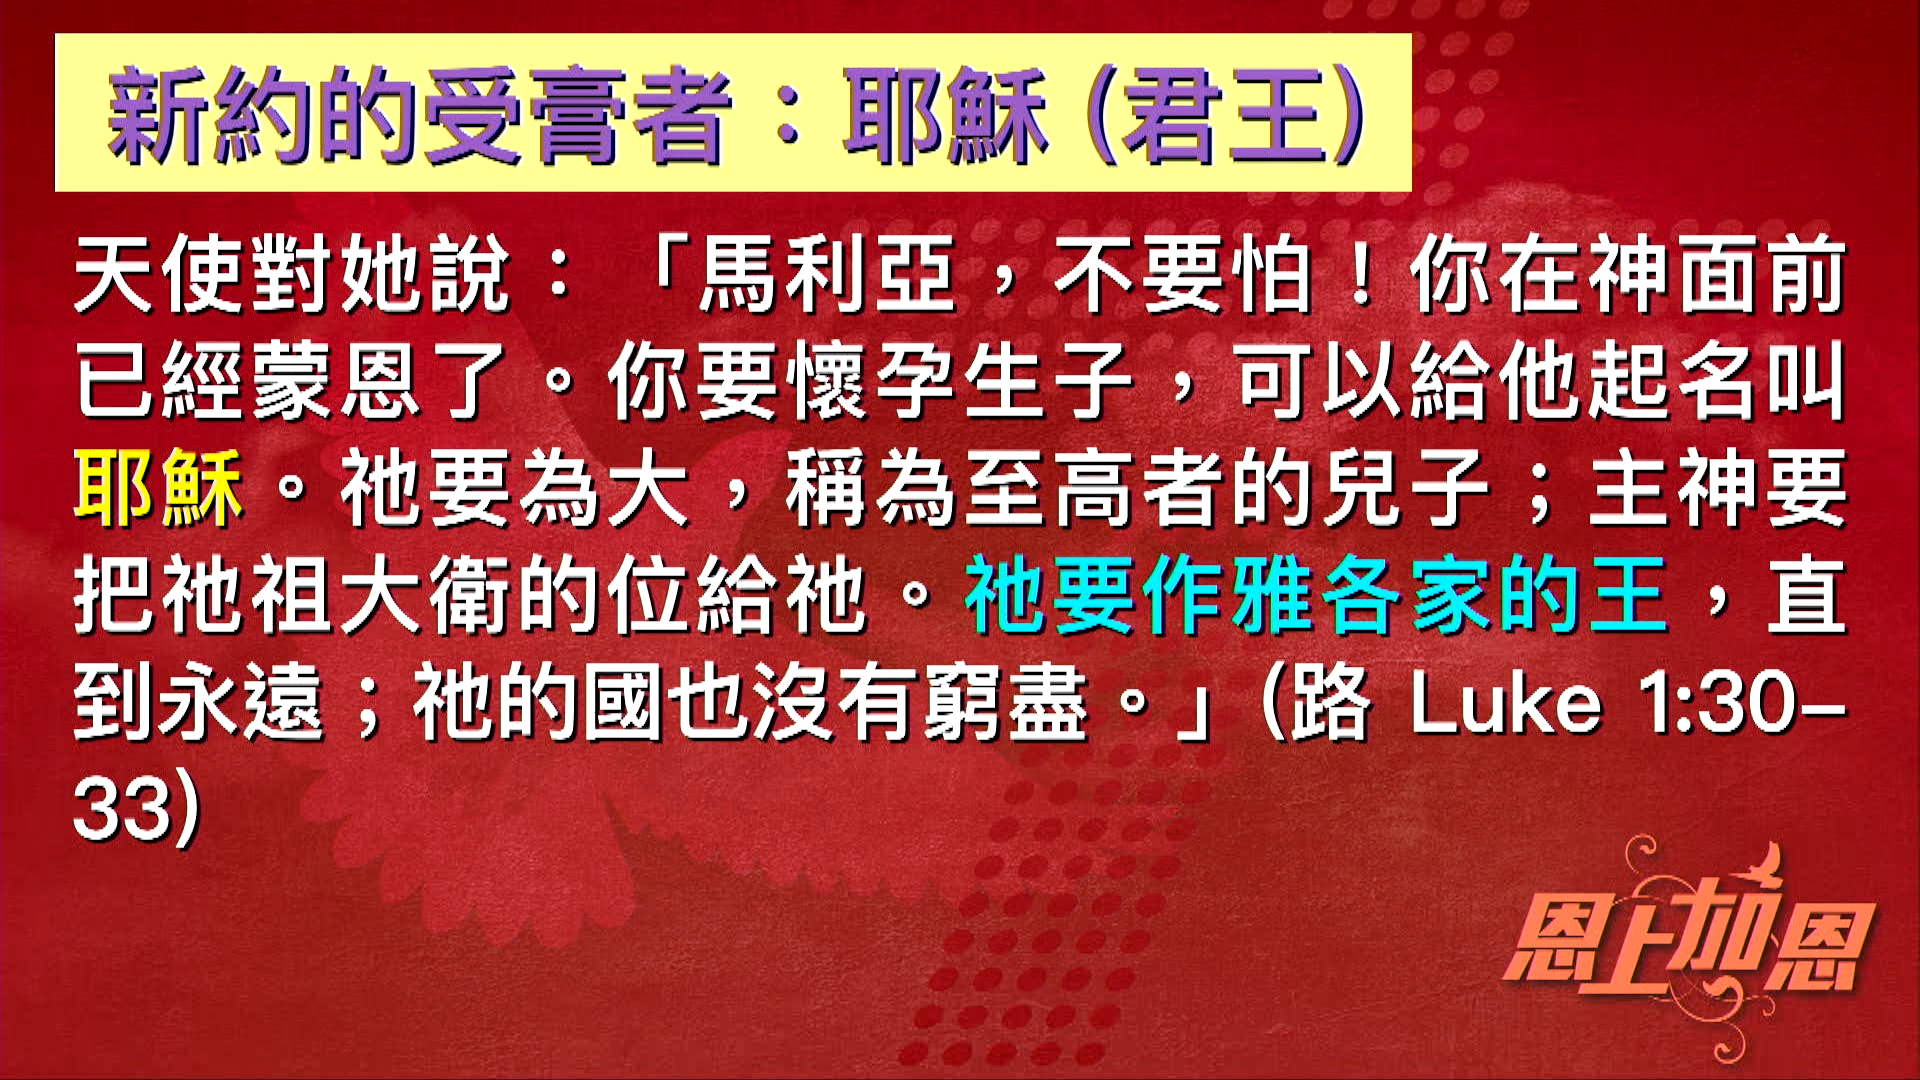 新約的受膏者：耶穌 (君王)
天使對她說：「馬利亞，不要怕！你在神面前
已經蒙恩了。你要懷孕生子，可以給他起名叫
耶穌。祂要為大，稱為至高者的兒子；主神要
把祂祖大衛的位給祂。祂要作雅各家的王，直
到永遠；祂的國也沒有窮盡。」(路 Luke 1:30-
33)
恩上加恩